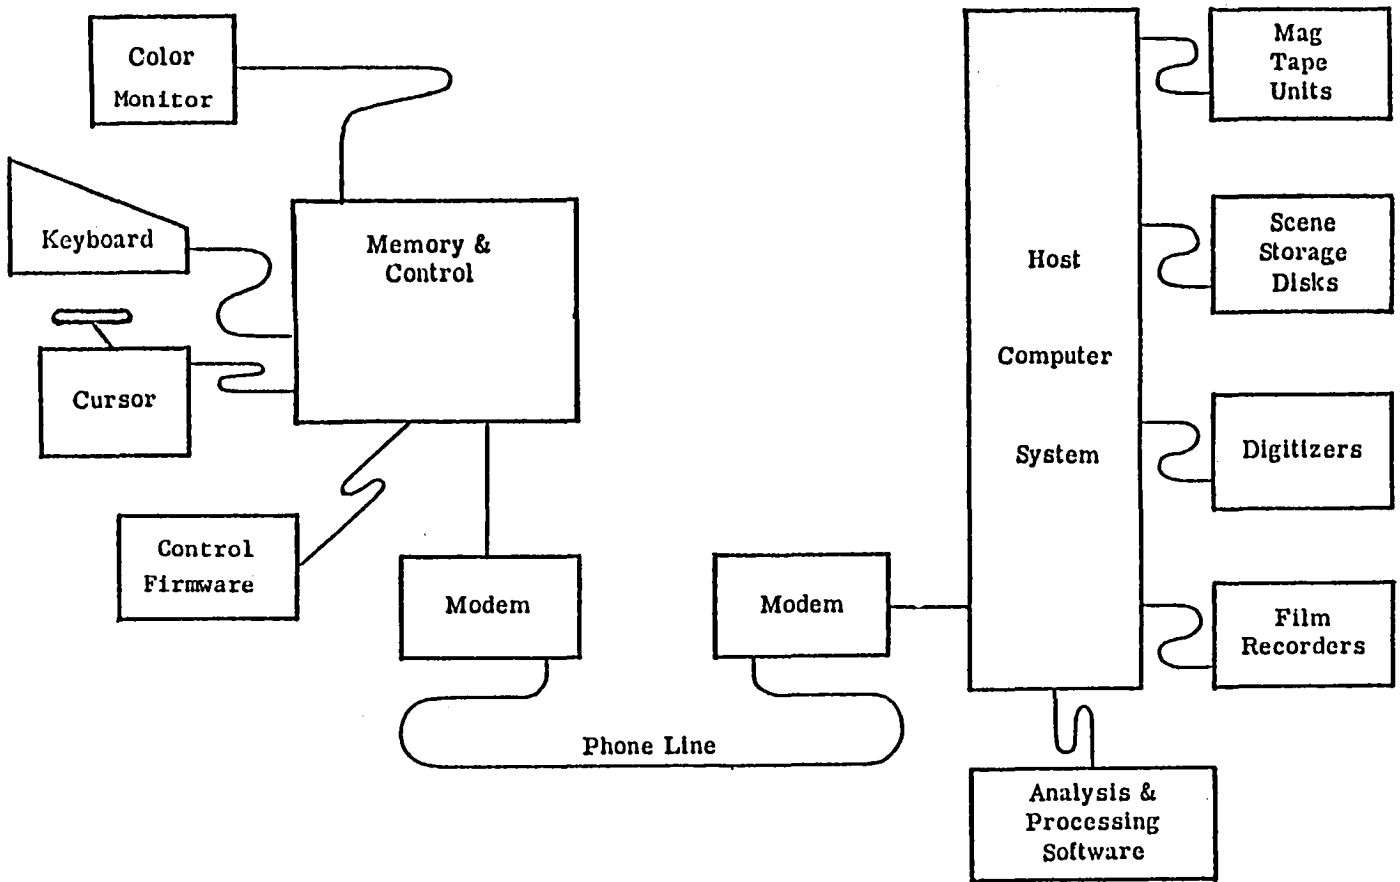 Color
Monitor
Keyboard
Cursor
Memory &
Control
Control
Firmware
Modem
Phone Line
Modem
Host
Computer
System
Mag
Tape
Units
Scene
Storage
Disks
Digitizers
Film
Recorders
Analysis &
Processing
Software